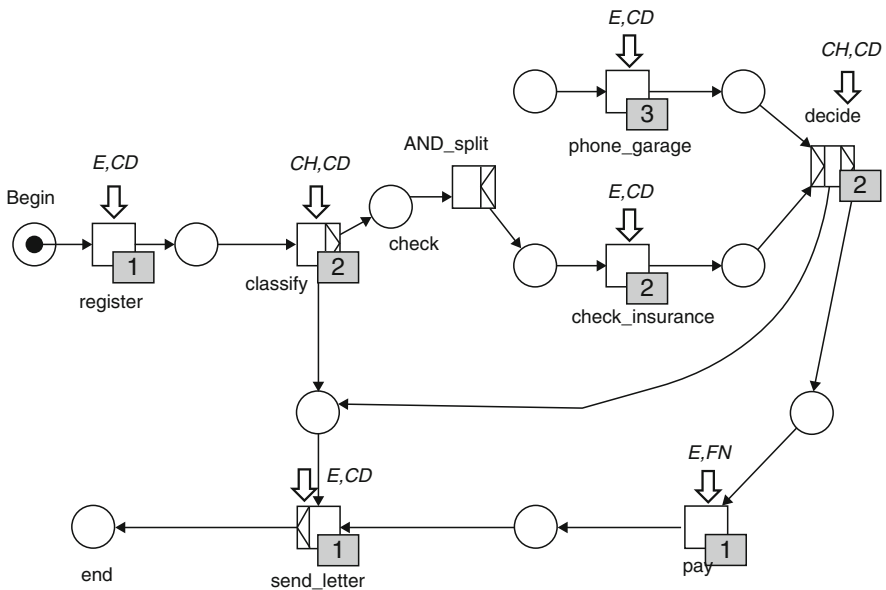 E,CD
CH,CD
3
decide
AND_split
phone_garage
E,CD
CH,CD
2
E,CD
Begin
check
1
2
classify
2
register
check_insurance
E,FN
E,CD
1
1
end
send_letter
pay